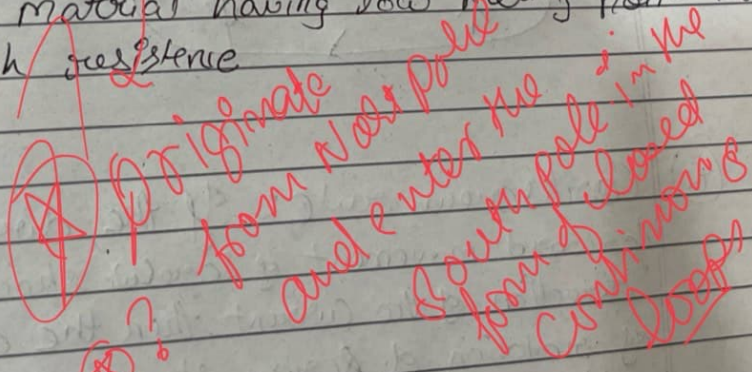 Material having low
h resistence
Originate
from North pole
and enter the
South pole in the
form of closed
continuous
loops
?